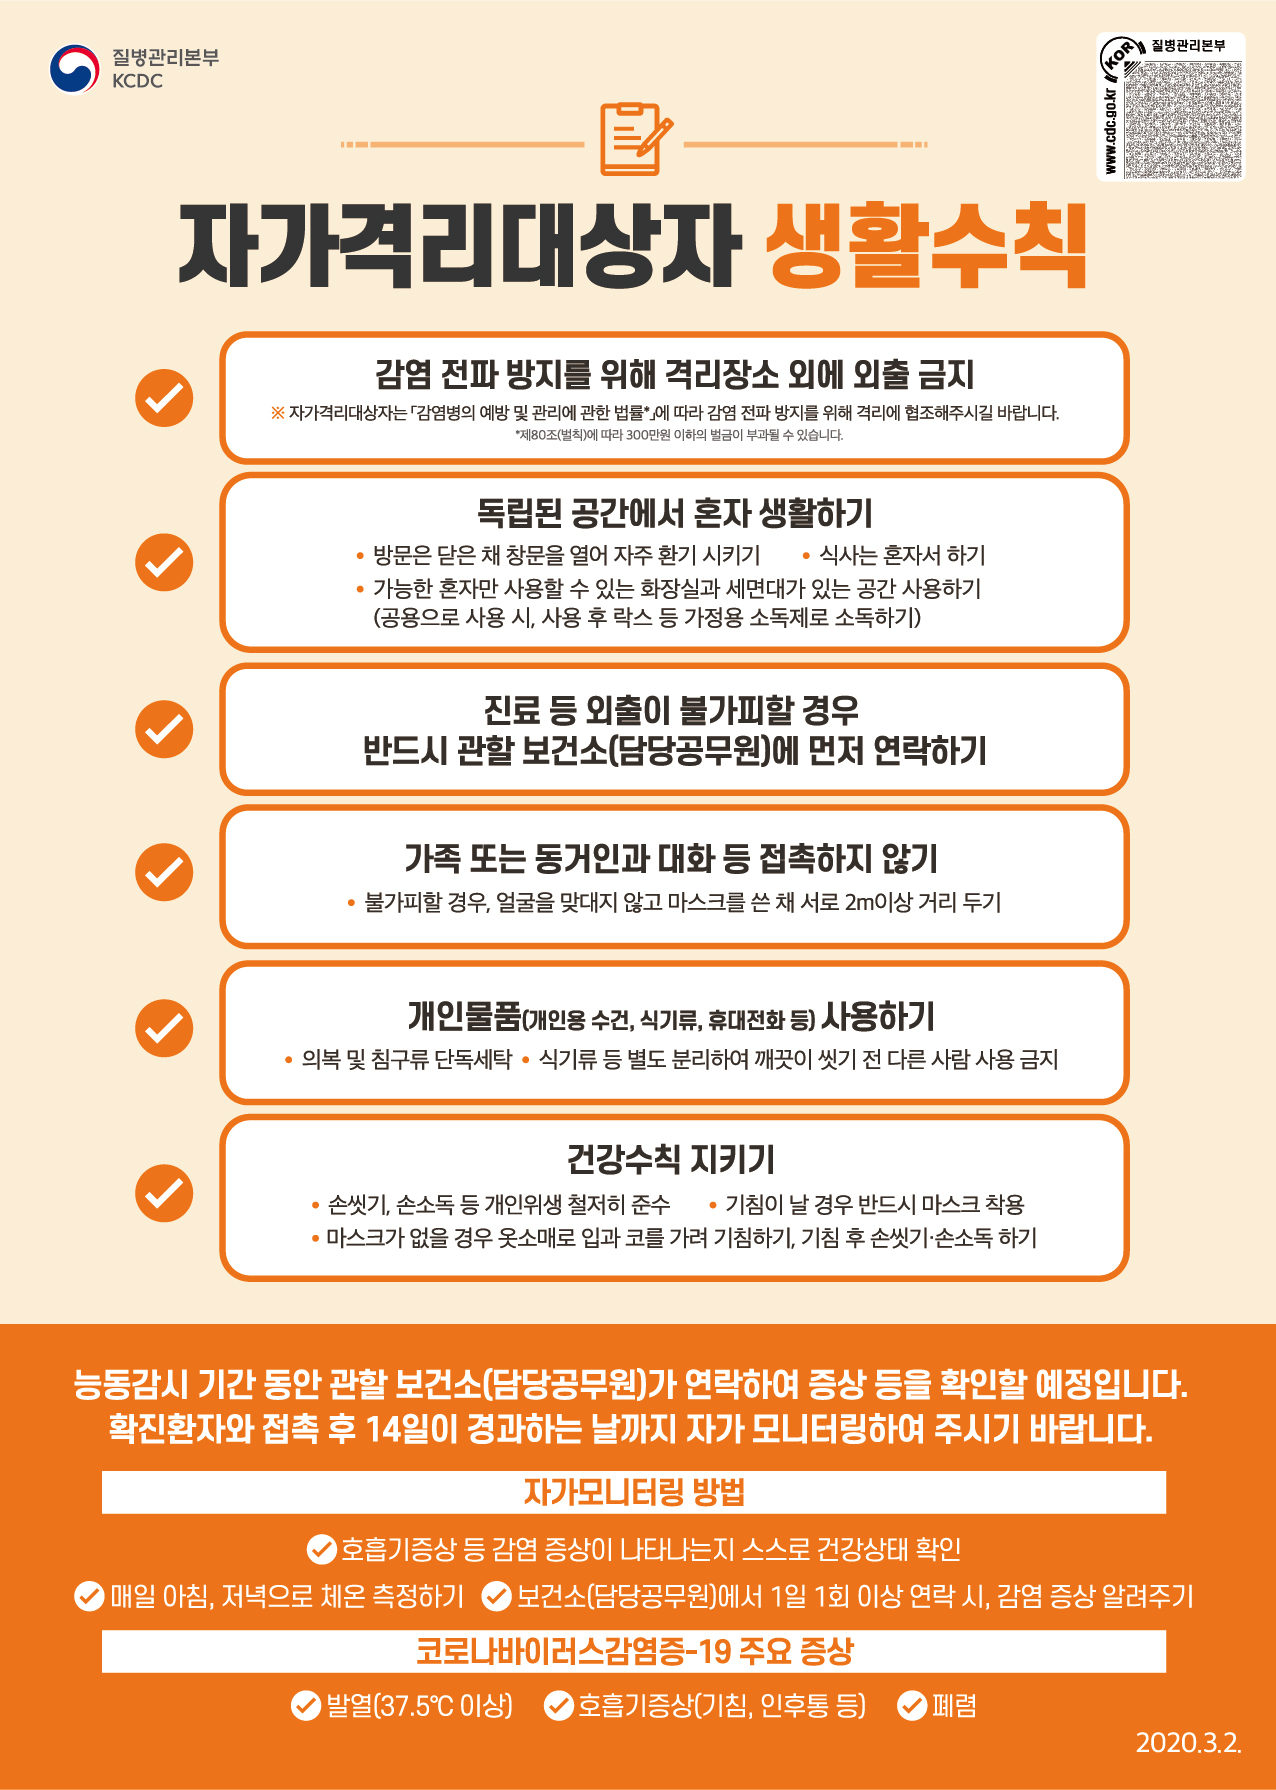 질병관리본부
KCDC
KOR
질병관리본부
www.cdc.go.kr
자가격리대상자 생활수칙
감염 전파 방지를 위해 격리장소 외에 외출 금지
※ 자가격리대상자는 「감염병의 예방 및 관리에 관한 법률*」에 따라 감염 전파 방지를 위해 격리에 협조해주시길 바랍니다.
*제80조(벌칙)에 따라 300만원 이하의 벌금이 부과될 수 있습니다.
독립된 공간에서 혼자 생활하기
• 방문은 닫은 채 창문을 열어 자주 환기 시키기 • 식사는 혼자서 하기
• 가능한 혼자만 사용할 수 있는 화장실과 세면대가 있는 공간 사용하기
(공용으로 사용 시, 사용 후 락스 등 가정용 소독제로 소독하기)
진료 등 외출이 불가피할 경우
반드시 관할 보건소(담당공무원)에 먼저 연락하기
가족 또는 동거인과 대화 등 접촉하지 않기
• 불가피할 경우, 얼굴을 맞대지 않고 마스크를 쓴 채 서로 2m이상 거리 두기
개인물품(개인용 수건, 식기류, 휴대전화 등) 사용하기
• 의복 및 침구류 단독세탁 • 식기류 등 별도 분리하여 깨끗이 씻기 전 다른 사람 사용 금지
건강수칙 지키기
• 손씻기, 손소독 등 개인위생 철저히 준수 • 기침이 날 경우 반드시 마스크 착용
• 마스크가 없을 경우 옷소매로 입과 코를 가려 기침하기, 기침 후 손씻기·손소독 하기
능동감시 기간 동안 관할 보건소(담당공무원)가 연락하여 증상 등을 확인할 예정입니다.
확진환자와 접촉 후 14일이 경과하는 날까지 자가 모니터링하여 주시기 바랍니다.
자가모니터링 방법
호흡기증상 등 감염 증상이 나타나는지 스스로 건강상태 확인
매일 아침, 저녁으로 체온 측정하기 보건소(담당공무원)에서 1일 1회 이상 연락 시, 감염 증상 알려주기
코로나바이러스감염증-19 주요 증상
발열(37.5℃ 이상) 호흡기증상(기침, 인후통 등) 폐렴
2020.3.2.